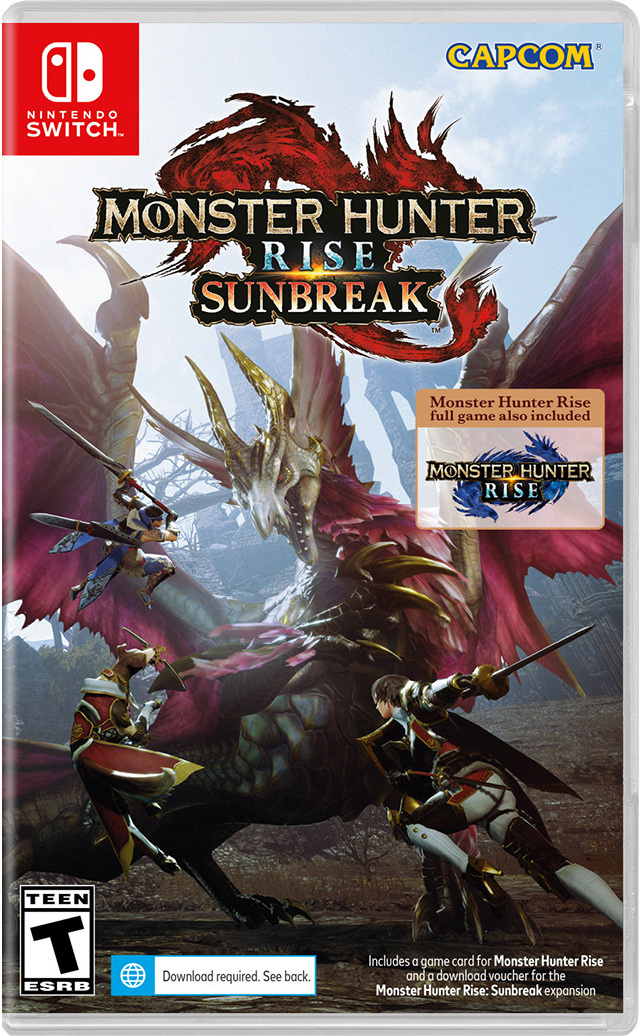 NINTENDO
SWITCH™
CAPCOM®
MONSTER HUNTER
RISE
SUNBREAK™
Monster Hunter Rise
full game also included
MONSTER HUNTER
RISE
TEEN
T
ESRB
Download required. See back.
Includes a game card for Monster Hunter Rise
and a download voucher for the
Monster Hunter Rise: Sunbreak expansion